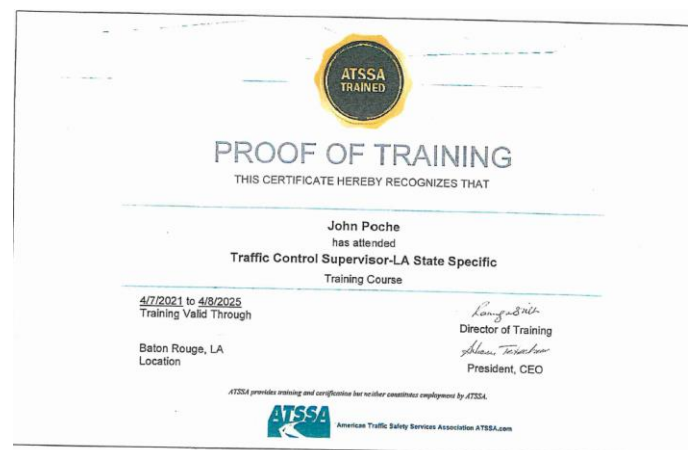 ATSSA
TRAINED
PROOF OF TRAINING
THIS CERTIFICATE HEREBY RECOGNIZES THAT
John Poche
has attended
Traffic Control Supervisor-LA State Specific
Training Course
4/7/2021 to 4/8/2025
Training Valid Through
Director of Training
Baton Rouge, LA
Location
President, CEO
ATSSA provides training and certification but neither constitutes employment by ATSSA.
ATSSA
American Traffic Safety Services Association ATSSA.com